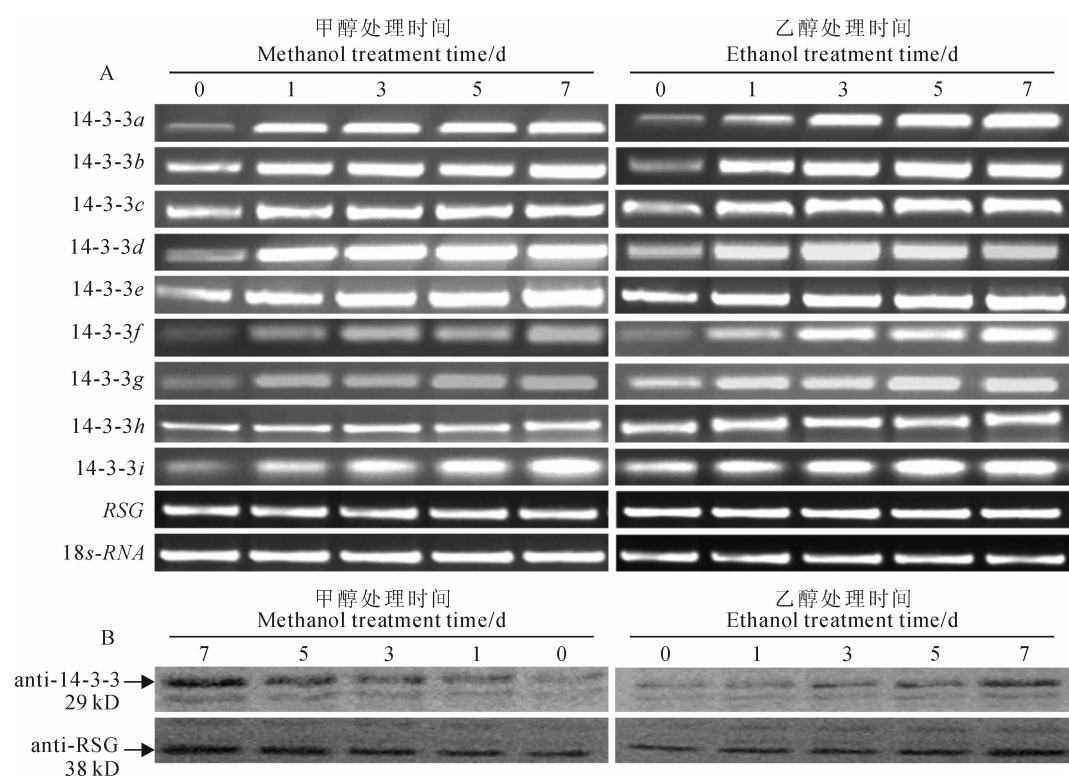 甲醇处理时间 乙醇处理时间
Methanol treatment time/d Ethanol treatment time/d
A
0 1 3 5 7 0 1 3 5 7
14-3-3a
14-3-3b
14-3-3c
14-3-3d
14-3-3e
14-3-3f
14-3-3g
14-3-3h
14-3-3i
RSG
18s-RNA
甲醇处理时间 乙醇处理时间
Methanol treatment time/d Ethanol treatment time/d
B
7 5 3 1 0 0 1 3 5 7
anti-14-3-3
29 kD
anti-RSG
38 kD